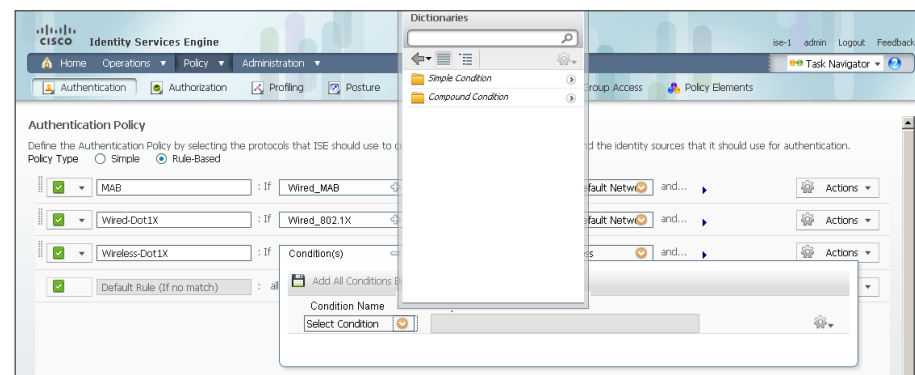 Dictionaries
CISCO Identity Services Engine
ise-1 admin Logout Feedback
Home Operations Policy Administration
Task Navigator
Authentication Authorization Profiling Posture
Group Access Policy Elements
Simple Condition
Compound Condition
Authentication Policy
Define the Authentication Policy by selecting the protocols that ISE should use to
d the identity sources that it should use for authentication.
Policy Type Simple Rule-Based
MAB : If Wired_MAB
fault Netw and... Actions
Wired-Dot1X : If Wired_802.1X
fault Netw and... Actions
Wireless-Dot1X : If Condition(s)
and... Actions
Default Rule (If no match) : al
Add All Conditions
Condition Name
Select Condition